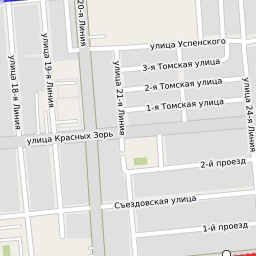 20-я Линия
улица Успенского
улица 19-я Линия
3-я Томская улица
улица 18-я Линия
улица 21-я Линия
2-я Томская улица
1-я Томская улица
улица 24-я Линия
улица Красных Зорь
2-й проезд
Съездовская улица
1-й проезд